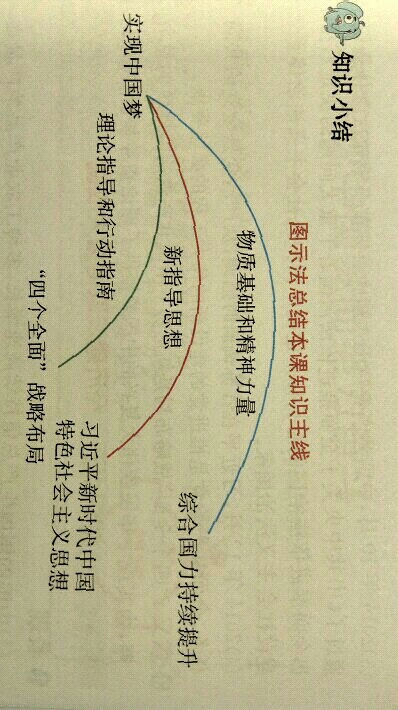 知识小结
图示法总结本课知识主线
物质基础和精神力量
综合国力持续提升
新指导思想
习近平新时代中国
特色社会主义思想
实现中国梦
理论指导和行动指南
“四个全面”战略布局